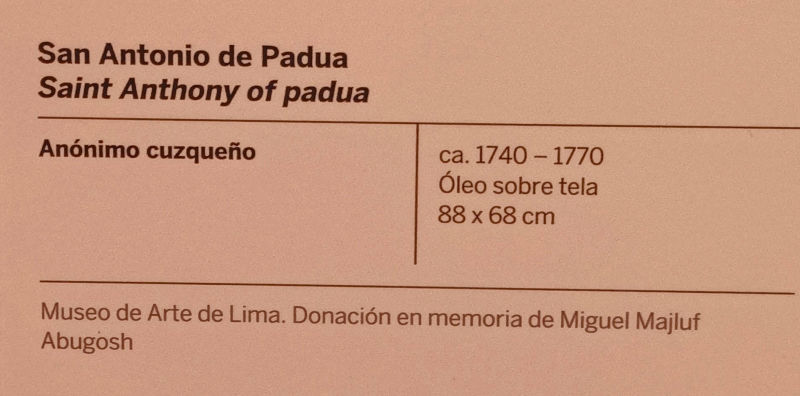 San Antonio de Padua
Saint Anthony of padua
Anónimo cuzqueño
ca. 1740 – 1770
Óleo sobre tela
88 x 68 cm
Museo de Arte de Lima. Donación en memoria de Miguel Majluf
Abugosh